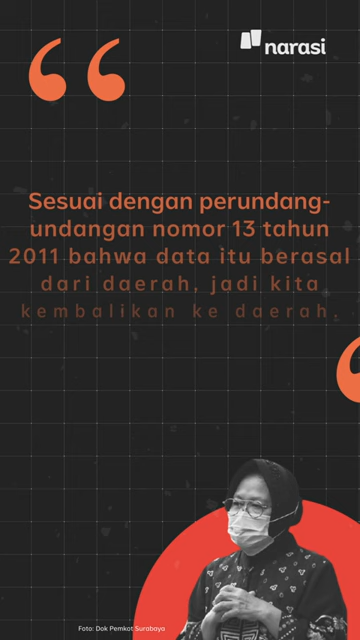 narasi
Sesuai dengan perundang-
undangan nomor 13 tahun
2011 bahwa data itu berasal
dari daerah, jadi kita
kembalikan ke daerah,
Foto: Dok Pemkot Surabaya